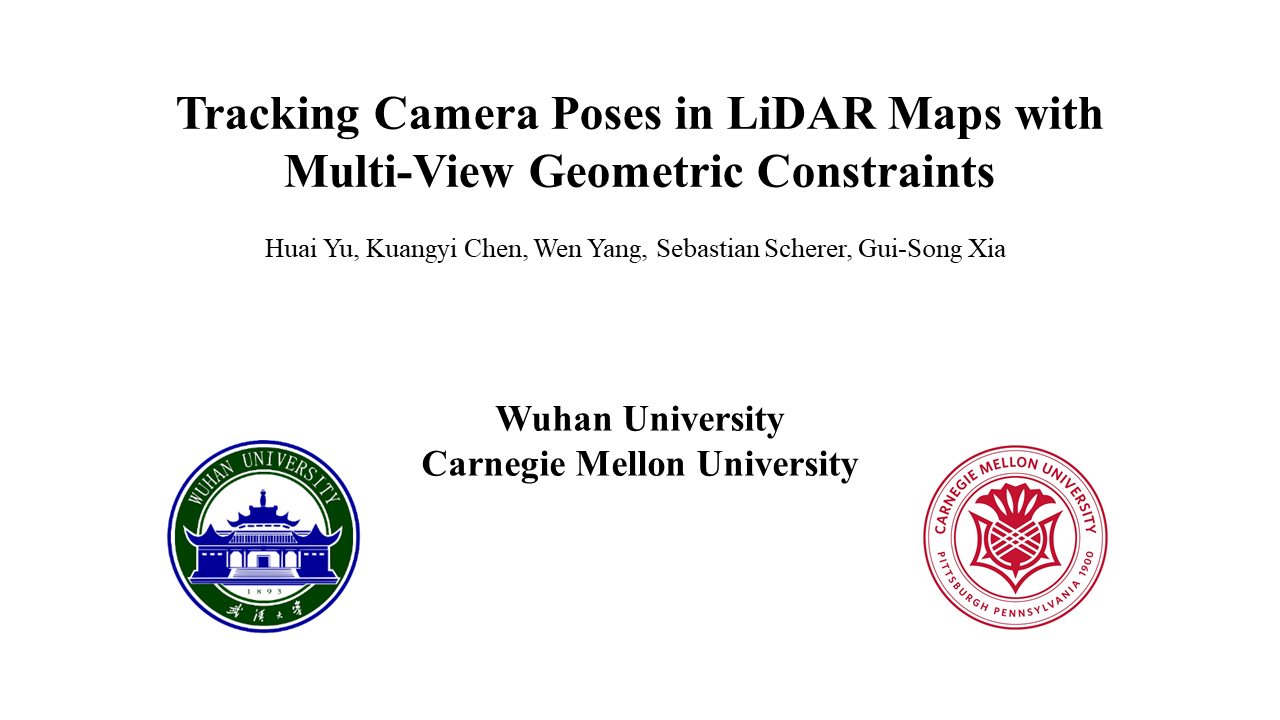 Tracking Camera Poses in LiDAR Maps with
Multi-View Geometric Constraints
Huai Yu, Kuangyi Chen, Wen Yang, Sebastian Scherer, Gui-Song Xia
Wuhan University
Carnegie Mellon University
WUHAN UNIVERSITY
1893
武汉大学
CARNEGIE MELLON UNIVERSITY
PITTSBURGH PENNSYLVANIA 1900